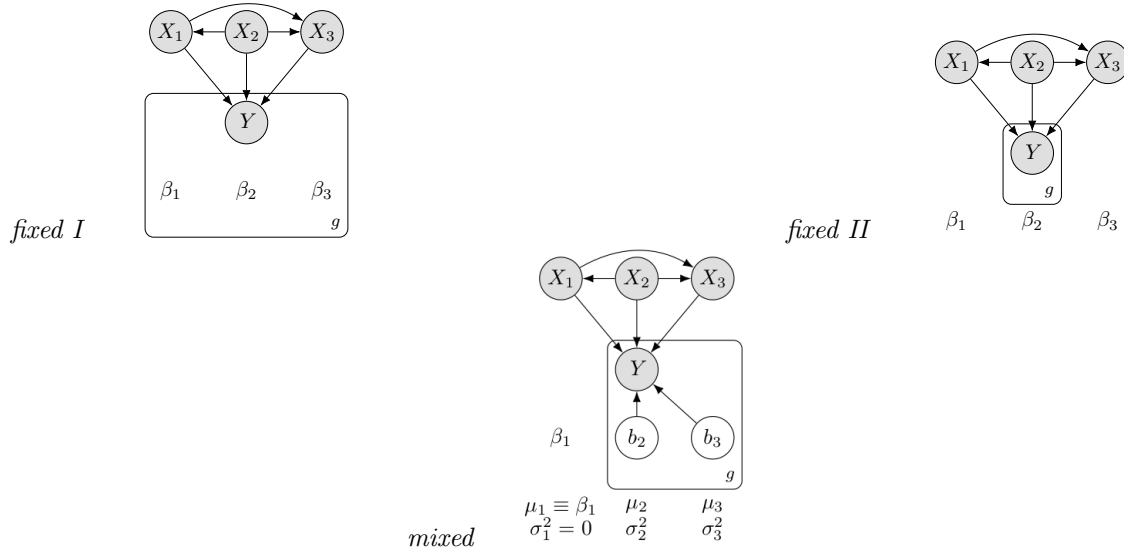 X₁ X₂ X₃
Y
β₁ β₂ β₃
g
fixed I
X₁ X₂ X₃
Y
g
β₁ β₂ β₃
fixed II
X₁ X₂ X₃
Y
β₁ b₂ b₃
g
μ₁ ≡ β₁ μ₂ μ₃
σ₁² = 0 σ₂² σ₃²
mixed